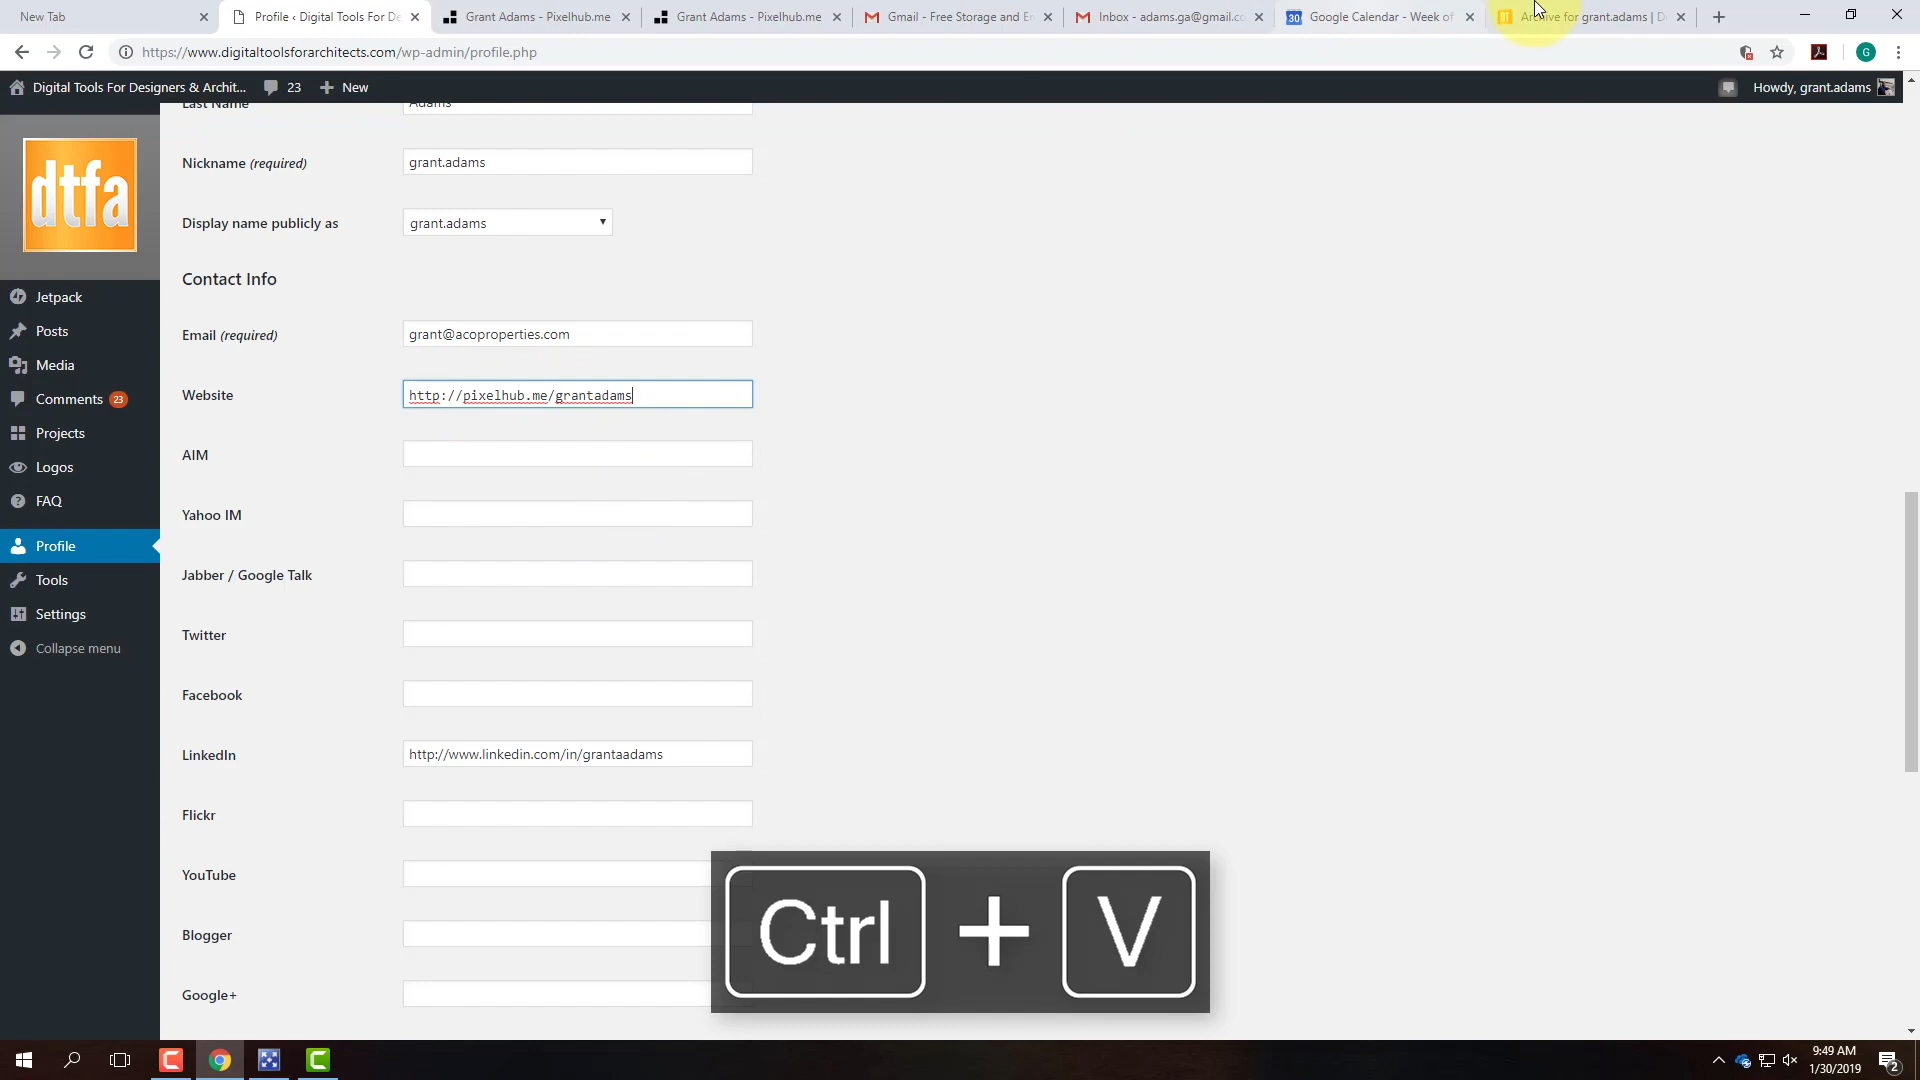 New Tab
Profile ‹ Digital Tools For De
Grant Adams - Pixelhub.me
Grant Adams - Pixelhub.me
Gmail - Free Storage and E
Inbox - adams.ga@gmail.co
Google Calendar - Week of
Archive for grant.adams | D
https://www.digitaltoolsforarchitects.com/wp-admin/profile.php
G
Digital Tools For Designers & Archit...
23
New
Howdy, grant.adams
dtfa
Jetpack
Posts
Media
Comments 23
Projects
Logos
FAQ
Profile
Tools
Settings
Collapse menu
Last Name
Adams
Nickname (required)
grant.adams
Display name publicly as
grant.adams
Contact Info
Email (required)
grant@acoproperties.com
Website
http://pixelhub.me/grantadams
AIM
Yahoo IM
Jabber / Google Talk
Twitter
Facebook
LinkedIn
http://www.linkedin.com/in/grantaadams
Flickr
YouTube
Blogger
Google+
Ctrl + V
9:49 AM
1/30/2019
2